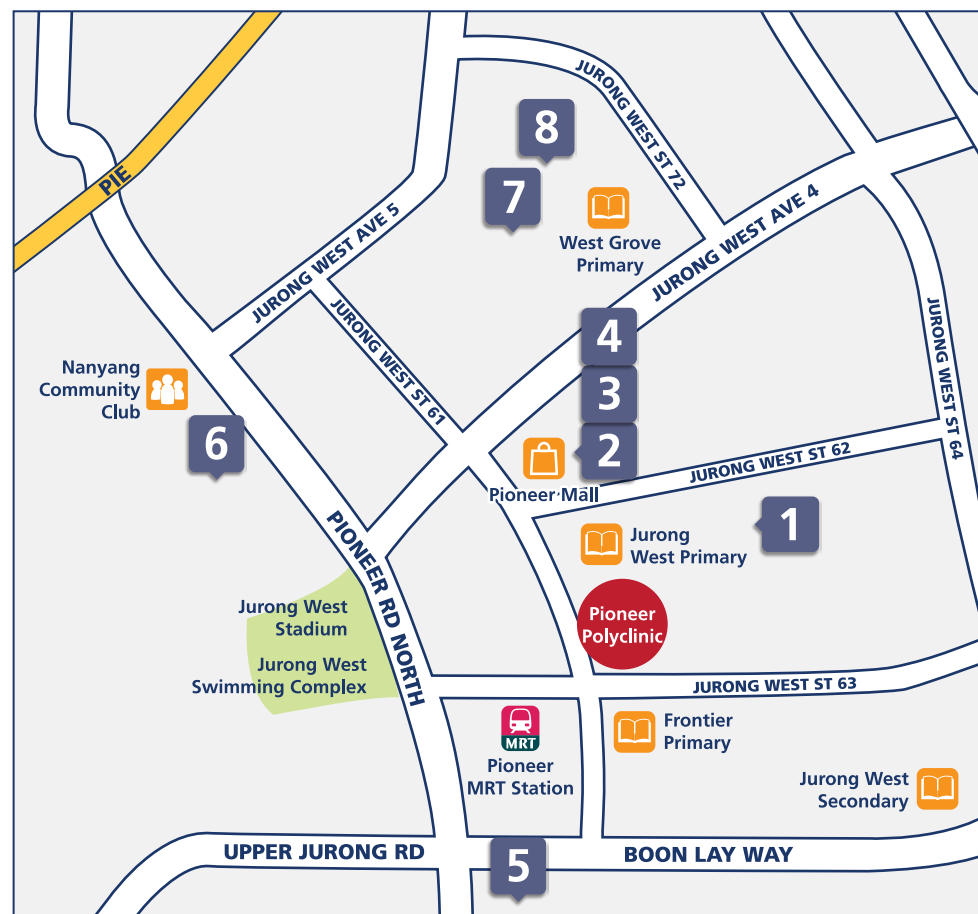 JURONG WEST ST 72
8
PIE
7
JURONG WEST AVE 5
West Grove
Primary
JURONG WEST AVE 4
JURONG WEST ST 61
4
JURONG WEST ST 64
Nanyang
Community
Club
3
6
2
JURONG WEST ST 62
Pioneer Mall
1
PIONEER RD NORTH
Jurong
West Primary
Jurong West
Stadium
Pioneer
Polyclinic
Jurong West
Swimming Complex
JURONG WEST ST 63
MRT
Pioneer
MRT Station
Frontier
Primary
Jurong West
Secondary
UPPER JURONG RD
5
BOON LAY WAY